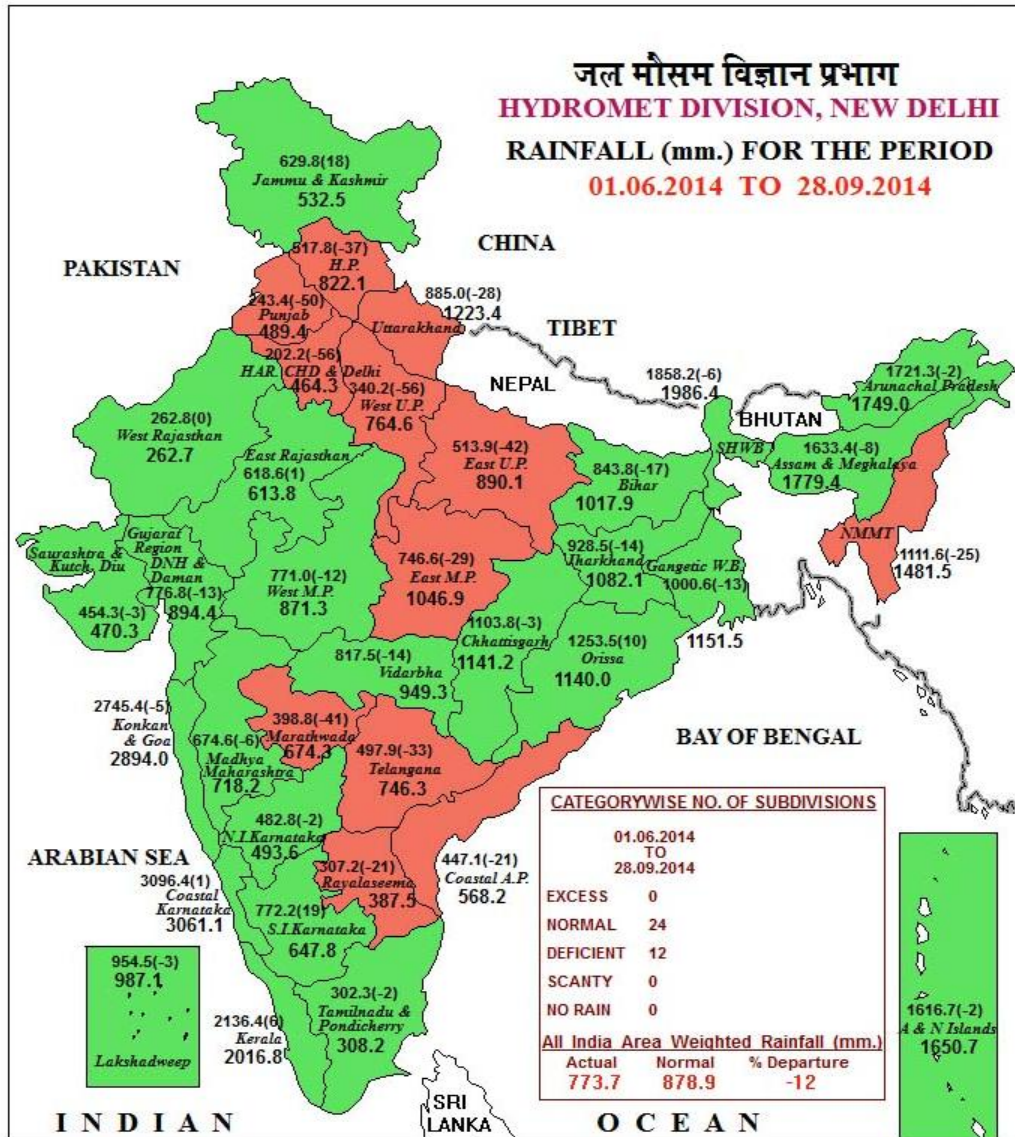 जल मौसम विज्ञान प्रभाग
HYDROMET DIVISION, NEW DELHI
RAINFALL (mm.) FOR THE PERIOD
01.06.2014 TO 28.09.2014
629.8(18)
Jammu & Kashmir
532.5
CHINA
PAKISTAN
517.8(-37)
H.P.
822.1
243.4(-50)
Punjab
489.4
885.0(-28)
1223.4
Uttarakhand
TIBET
202.2(-56)
HAR. CHD & Delhi
464.3
340.2(-56)
West U.P.
764.6
NEPAL
1858.2(-6)
1986.4
SHWB
BHUTAN
1721.3(-2)
Arunachal Pradesh
1749.0
1633.4(-8)
Assam & Meghalaya
1779.4
NMMT
1111.6(-25)
1481.5
262.8(0)
West Rajasthan
262.7
East Rajasthan
618.6(1)
613.8
513.9(-42)
East U.P.
890.1
843.8(-17)
Bihar
1017.9
928.5(-14)
Jharkhand
1082.1
Gangetic W.B.
1000.6(-13)
1151.5
Saurashtra &
Kutch, Diu
454.3(-3)
470.3
Gujarat
Region
DNH &
Daman
776.8(-13)
894.4
771.0(-12)
West M.P.
871.3
746.6(-29)
East M.P.
1046.9
1103.8(-3)
Chhattisgarh
1141.2
1253.5(10)
Orissa
1140.0
817.5(-14)
Vidarbha
949.3
2745.4(-5)
Konkan
& Goa
2894.0
674.6(-6)
Madhya
Maharashtra
718.2
398.8(-41)
Marathwada
674.3
497.9(-33)
Telangana
746.3
BAY OF BENGAL
482.8(-2)
N.I.Karnataka
493.6
307.2(-21)
Rayalaseema
387.5
447.1(-21)
Coastal A.P.
568.2
ARABIAN SEA
3096.4(1)
Coastal
Karnataka
3061.1
772.2(19)
S.I.Karnataka
647.8
954.5(-3)
987.1
Lakshadweep
2136.4(6)
Kerala
2016.8
302.3(-2)
Tamilnadu &
Pondicherry
308.2
CATEGORYWISE NO. OF SUBDIVISIONS
01.06.2014
TO
28.09.2014
EXCESS 0
NORMAL 24
DEFICIENT 12
SCANTY 0
NO RAIN 0
All India Area Weighted Rainfall (mm.)
Actual Normal % Departure
773.7 878.9 -12
1616.7(-2)
A & N Islands
1650.7
SRI
LANKA
INDIAN OCEAN